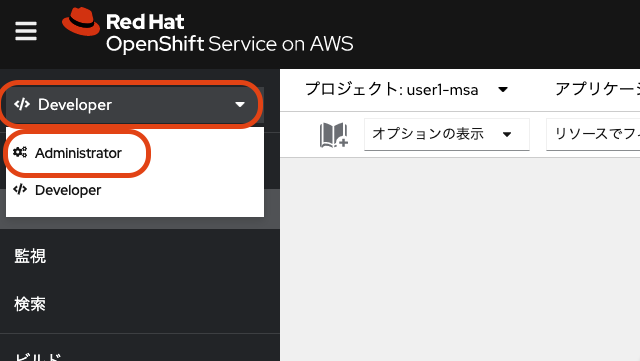 Red Hat
OpenShift Service on AWS
Developer
プロジェクト: user1-msa
アプリケーシ
Administrator
オプションの表示
リソースでフィ
Developer
監視
検索
ビルド